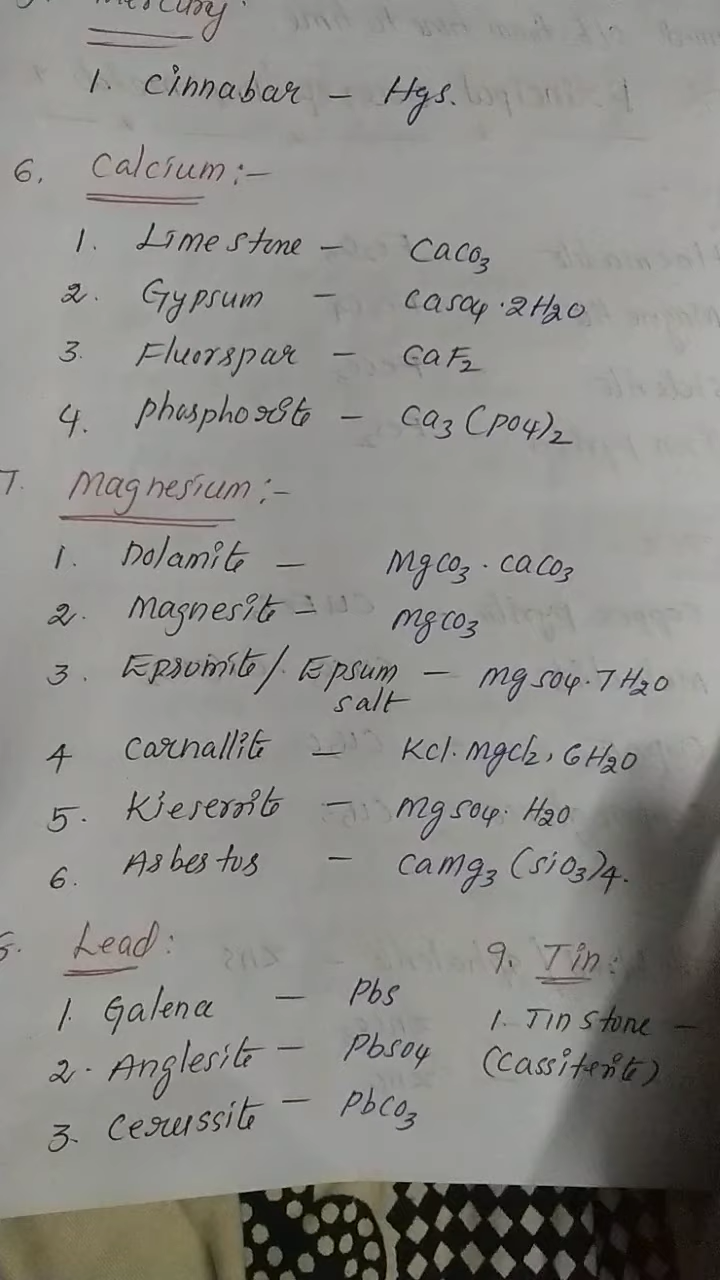 Mercury:
1. Cinnabar - Hgs.
6. Calcium:-
1. Limestone - CaCO3
2. Gypsum - CaSO4.2H2O
3. Fluorspar - CaF2
4. Phosphorite - Ca3(PO4)2
7. Magnesium:-
1. Dolamite - MgCO3.CaCO3
2. Magnesite - MgCO3
3. Epsomite/Epsum - MgSO4.7H2O
salt
4 Carnallite - KCl.MgCl2, 6H2O
5. Kieserite - MgSO4.H2O
6. Asbestos - CaMg3(SiO3)4.
Lead:
1. Galena - PbS
2. Anglesite - PbSO4
3. Cerussite - PbCO3
9. Tin:
1. Tin stone -
(Cassiterite)